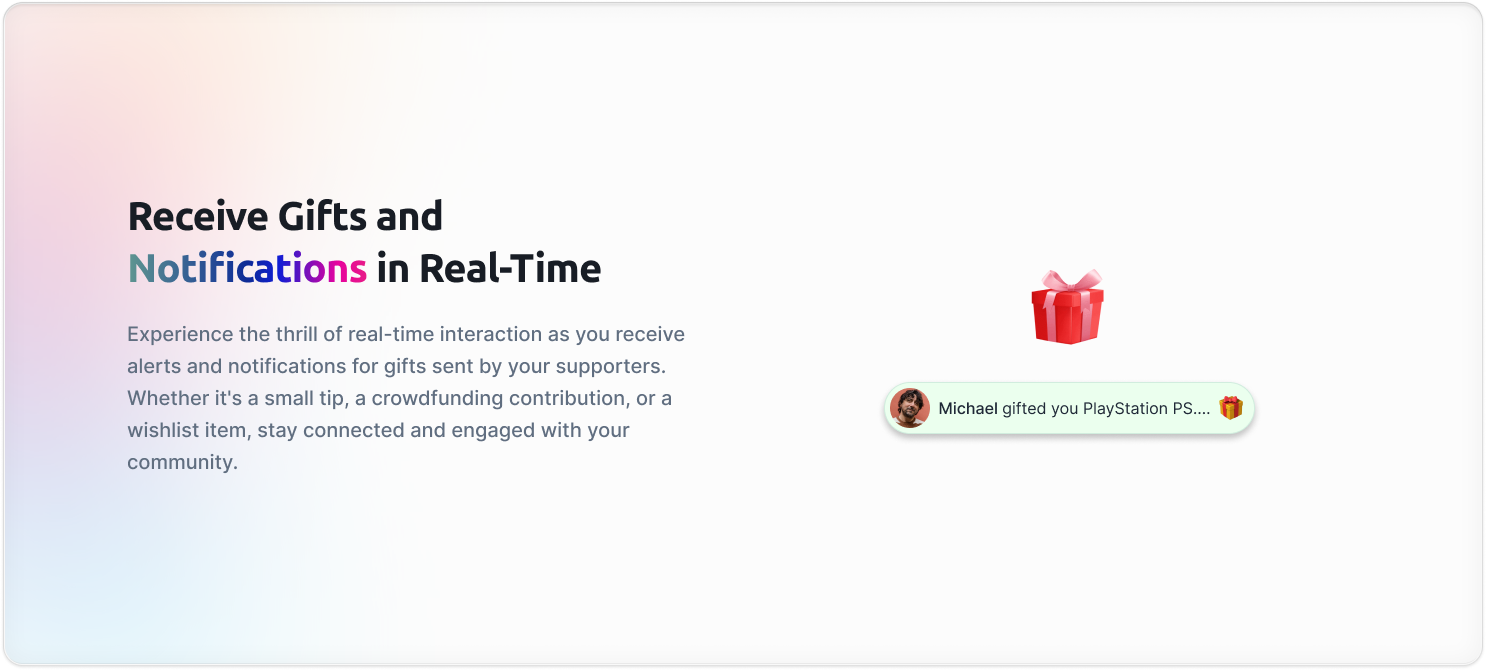 Receive Gifts and
Notifications in Real-Time
Experience the thrill of real-time interaction as you receive
alerts and notifications for gifts sent by your supporters.
Whether it's a small tip, a crowdfunding contribution, or a
wishlist item, stay connected and engaged with your
community.
Michael gifted you PlayStation PS....